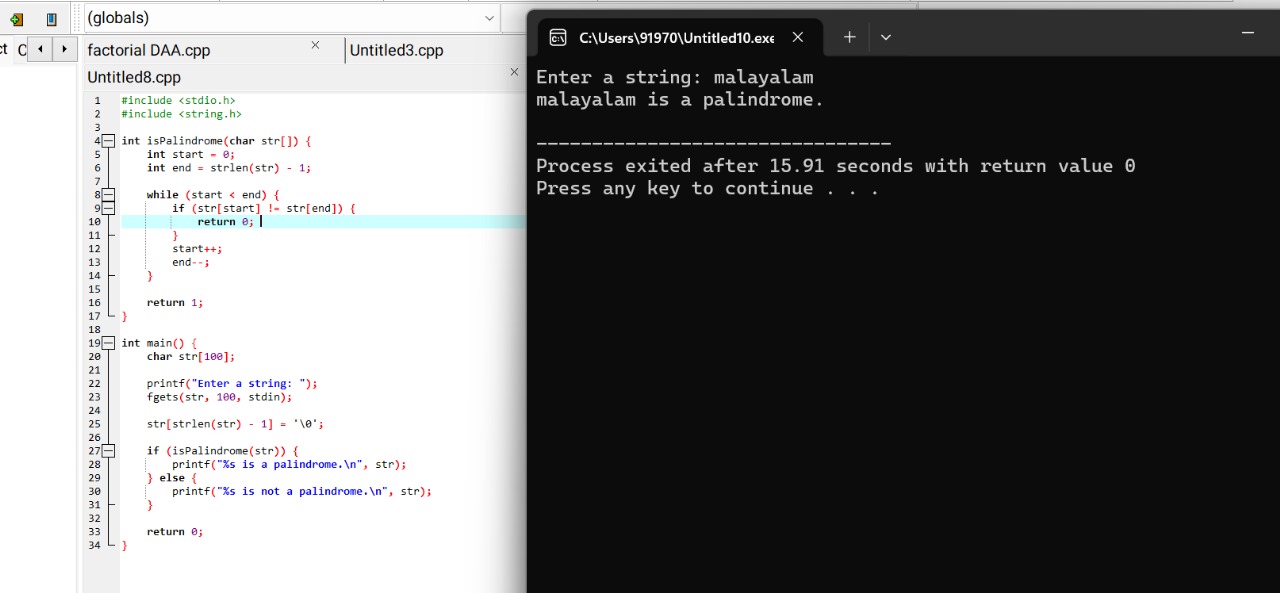 (globals)
factorial DAA.cpp
Untitled3.cpp
Untitled8.cpp
1 #include <stdio.h>
2 #include <string.h>
3
4 int isPalindrome(char str[]) {
5     int start = 0;
6     int end = strlen(str) - 1;
7
8     while (start < end) {
9         if (str[start] != str[end]) {
10             return 0;
11         }
12         start++;
13         end--;
14     }
15
16     return 1;
17 }
18
19 int main() {
20     char str[100];
21
22     printf("Enter a string: ");
23     fgets(str, 100, stdin);
24
25     str[strlen(str) - 1] = '\0';
26
27     if (isPalindrome(str)) {
28         printf("%s is a palindrome.\n", str);
29     } else {
30         printf("%s is not a palindrome.\n", str);
31     }
32
33     return 0;
34 }
C:\Users\91970\Untitled10.exe
Enter a string: malayalam
malayalam is a palindrome.
--------------------------------
Process exited after 15.91 seconds with return value 0
Press any key to continue . . .